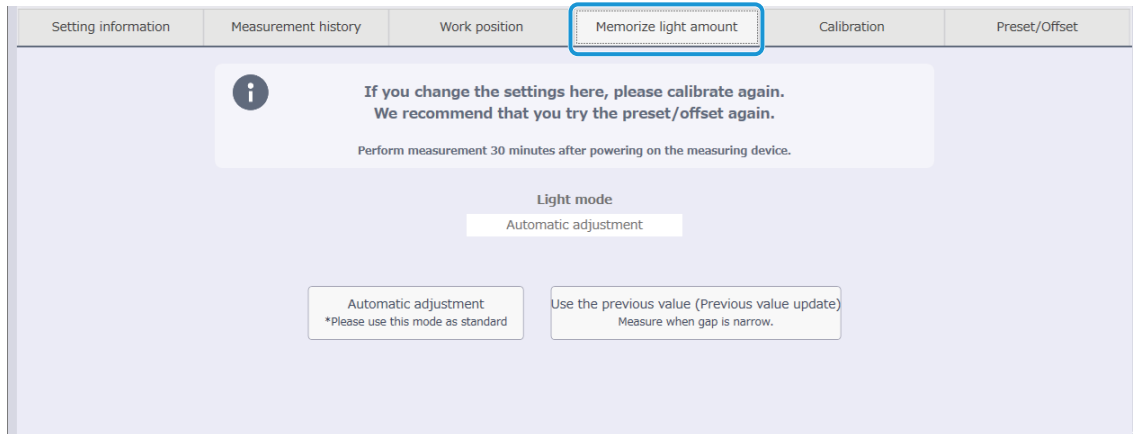 Setting information
Measurement history
Work position
Memorize light amount
Calibration
Preset/Offset
If you change the settings here, please calibrate again.
We recommend that you try the preset/offset again.
Perform measurement 30 minutes after powering on the measuring device.
Light mode
Automatic adjustment
Automatic adjustment
*Please use this mode as standard
Use the previous value (Previous value update)
Measure when gap is narrow.